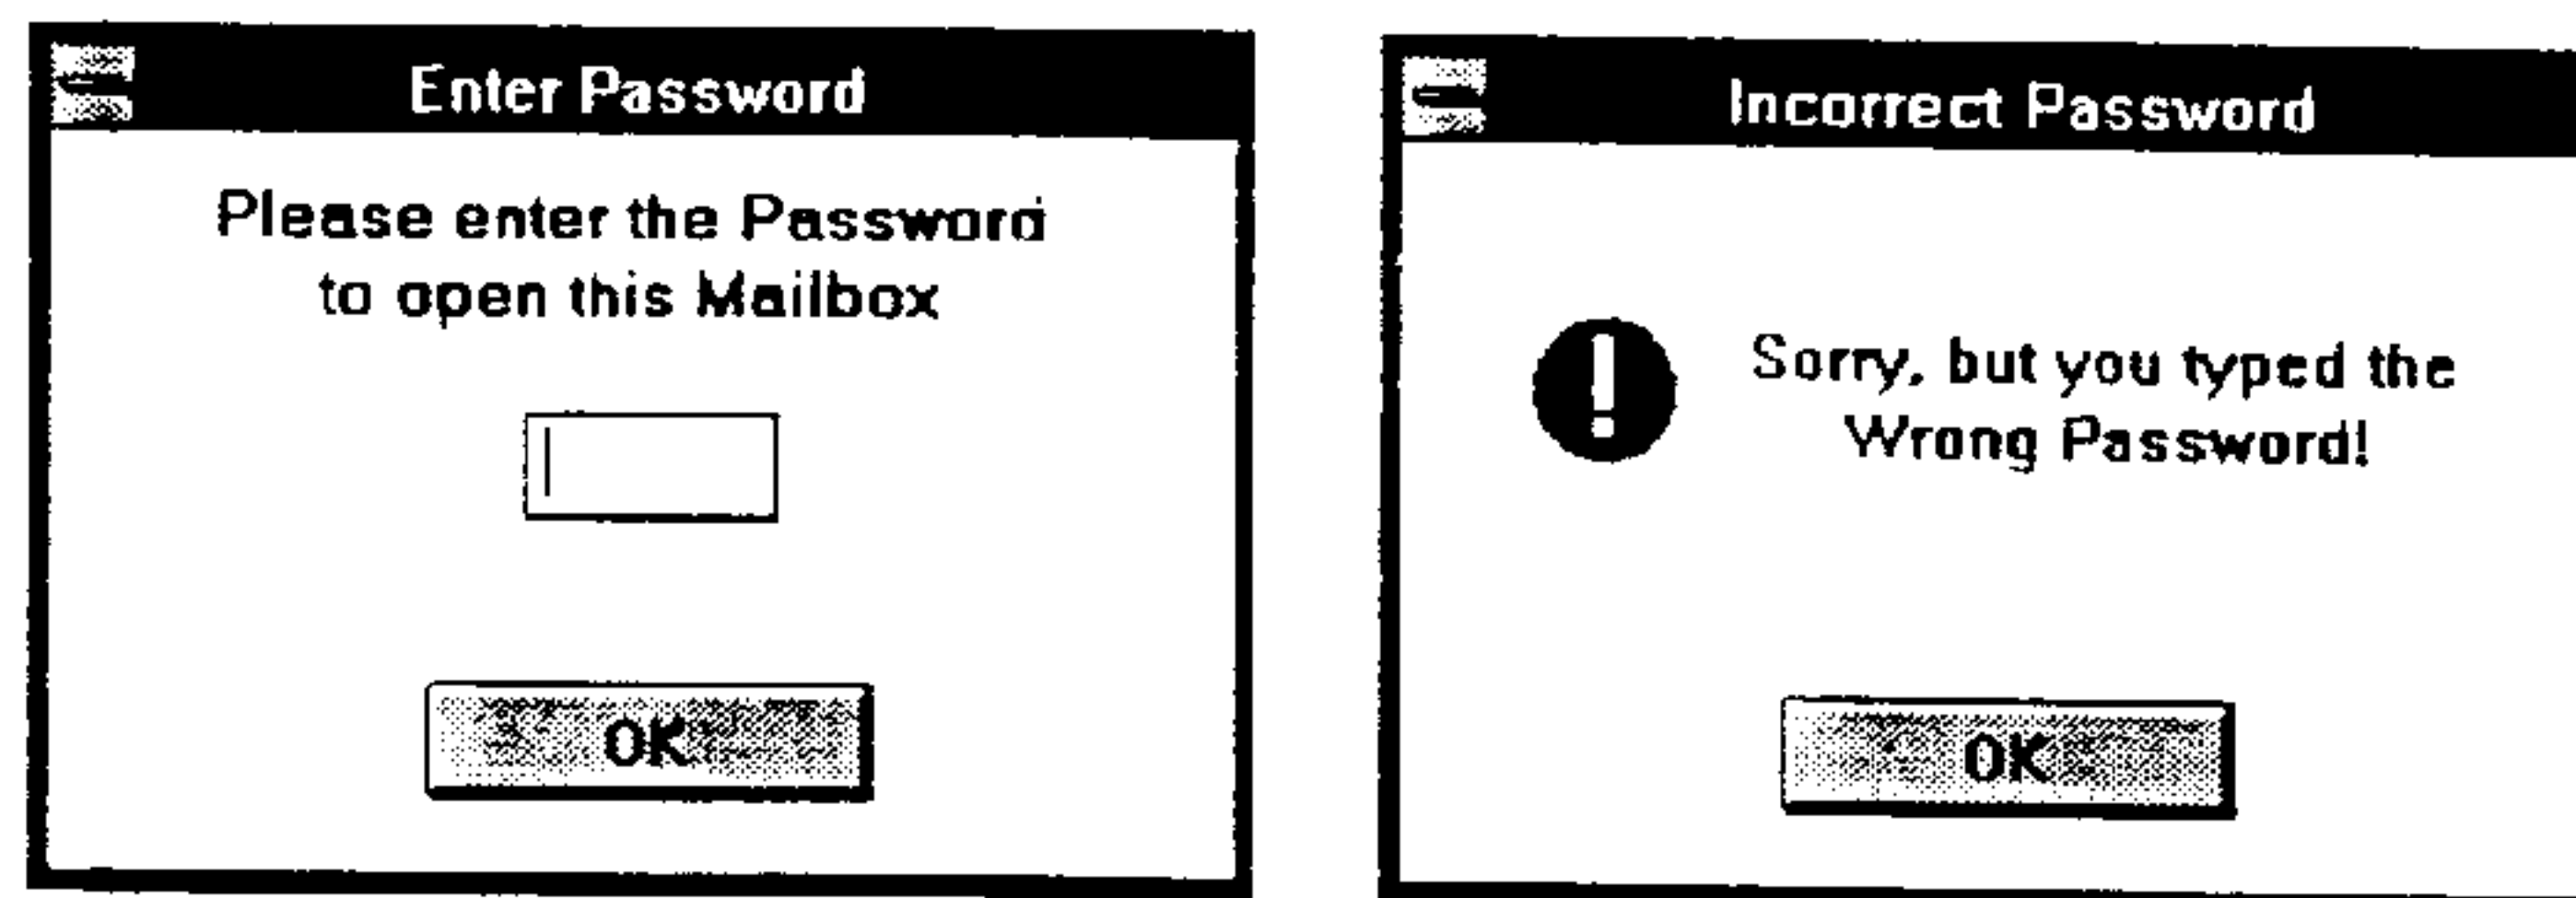 Enter Password
Please enter the Password
to open this Mailbox
OK
Incorrect Password
Sorry, but you typed the
Wrong Password!
OK